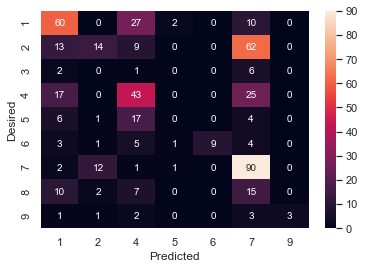 1 60 0 27 2 0 10 0
2 13 14 9 0 0 62 0
3 2 0 1 0 0 6 0
4 17 0 43 0 0 25 0
5 6 1 17 0 0 4 0
6 3 1 5 1 9 4 0
7 2 12 1 1 0 90 0
8 10 2 7 0 0 15 0
9 1 1 2 0 0 3 3
1 2 4 5 6 7 9
Predicted
Desired
90
80
70
60
50
40
30
20
10
0